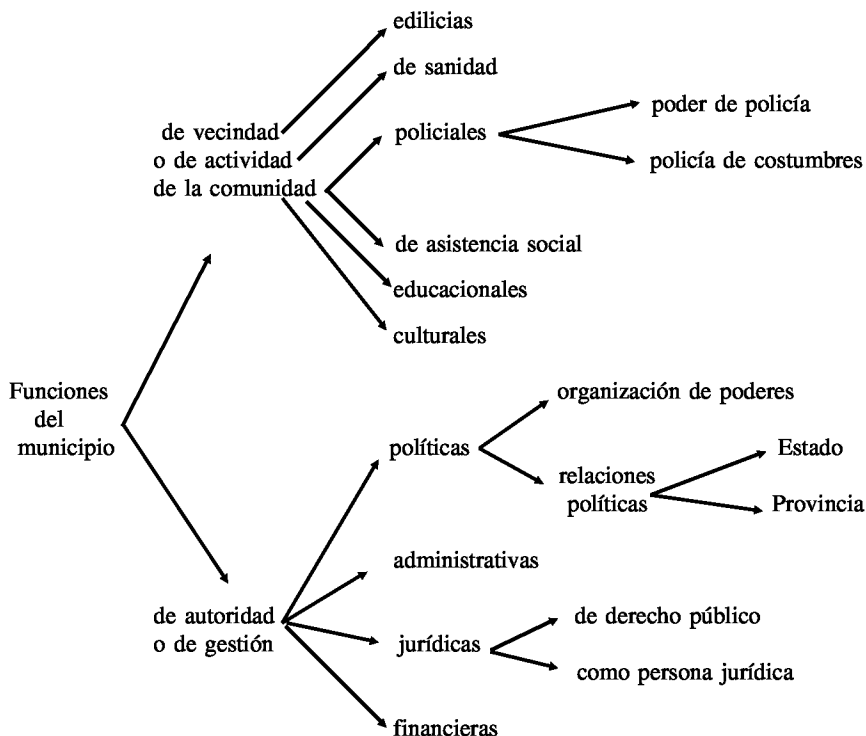 edilicias
de sanidad
de vecindad
o de actividad
de la comunidad
policiales
poder de policía
policía de costumbres
de asistencia social
educacionales
culturales
Funciones
del
municipio
políticas
organización de poderes
relaciones
políticas
Estado
Provincia
administrativas
de autoridad
o de gestión
jurídicas
de derecho público
como persona jurídica
financieras